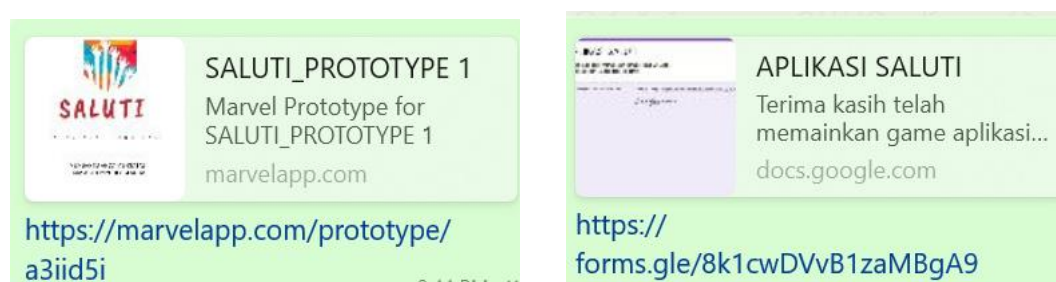 SALUTI
SALUTI_PROTOTYPE 1
Marvel Prototype for
SALUTI_PROTOTYPE 1
marvelapp.com
https://marvelapp.com/prototype/
a3iid5i
APLIKASI SALUTI
Terima kasih telah
memainkan game aplikasi...
docs.google.com
https://
forms.gle/8k1cwDVvB1zaMBgA9